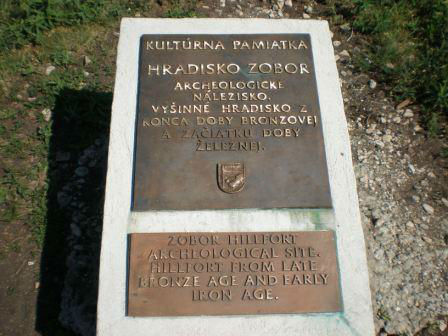 KULTÚRNA PAMIATKA
HRADISKO ZOBOR
ARCHEOLOGICKÉ
NÁLEZISKO.
VÝŠINNÉ HRADISKO Z
KONCA DOBY BRONZOVEJ
A ZAČIATKU DOBY
ŽELEZNEJ.
ZOBOR HILLFORT
ARCHEOLOGICAL SITE.
HILLFORT FROM LATE
BRONZE AGE AND EARLY
IRON AGE.